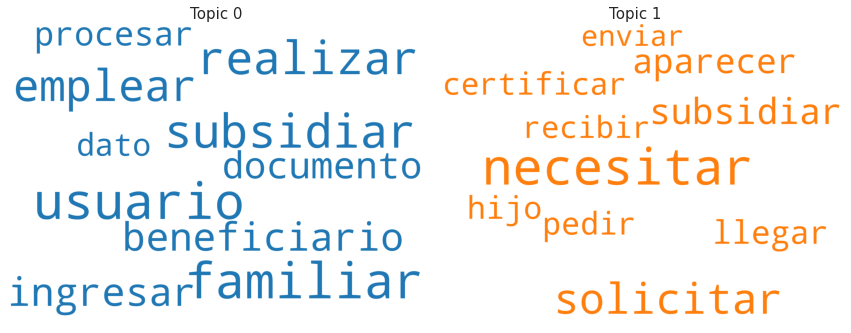 Topic 0
procesar
realizar
emplear
subsidiar
dato
documento
usuario
beneficiario
familiar
ingresar
Topic 1
enviar
aparecer
certificar
subsidiar
recibir
necesitar
hijo
pedir
llegar
solicitar